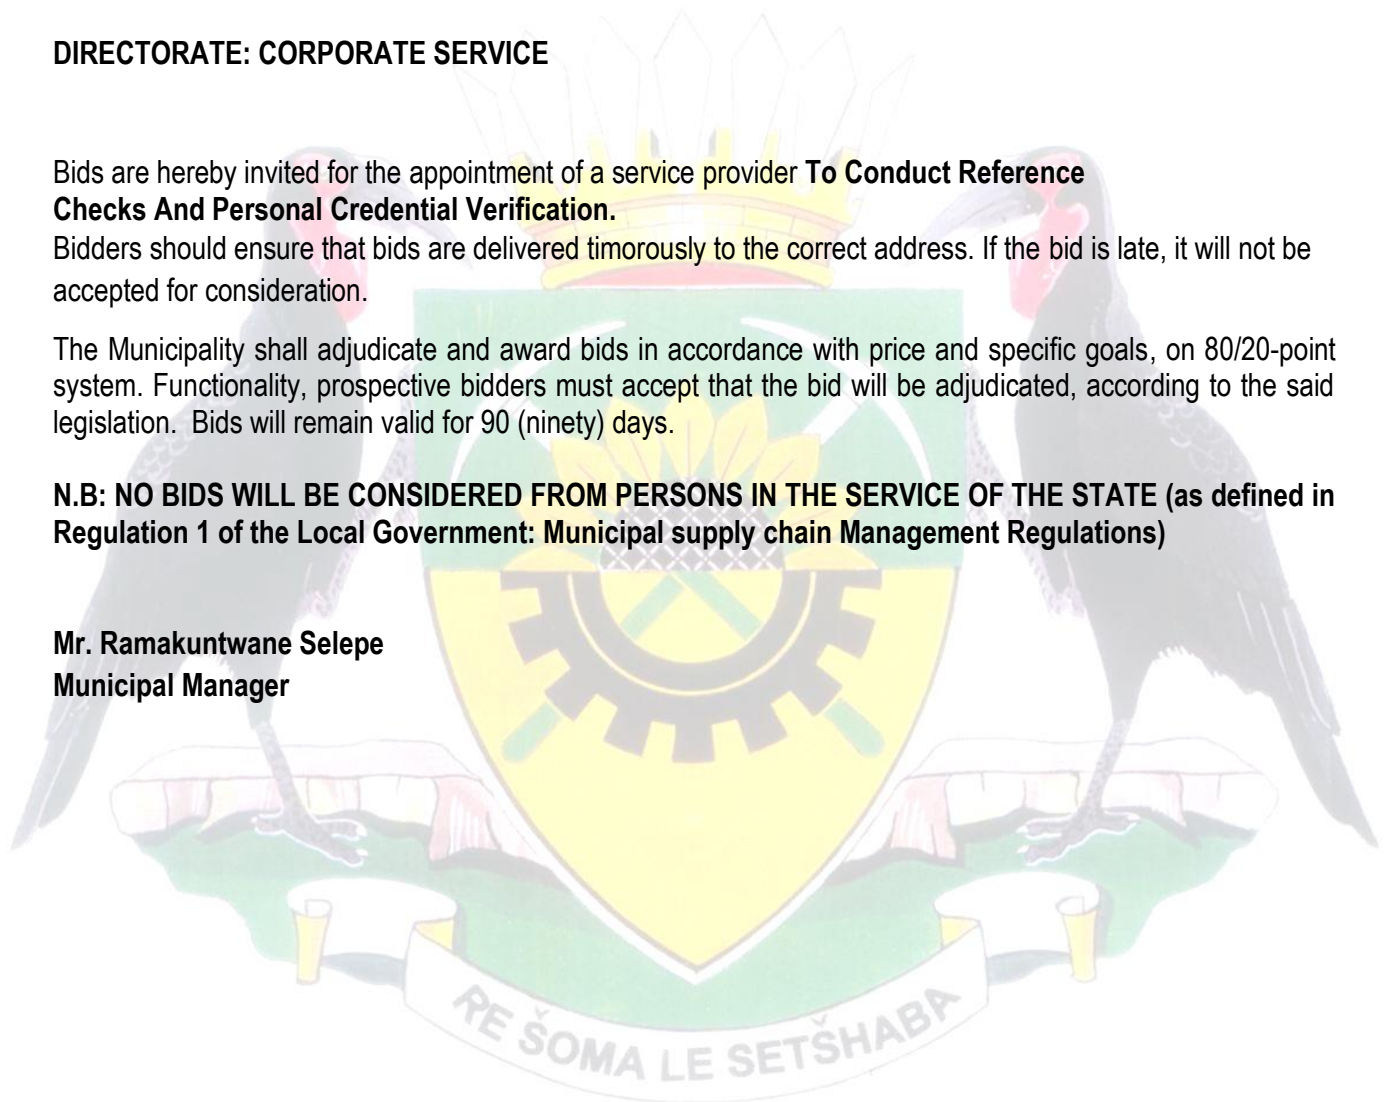 DIRECTORATE: CORPORATE SERVICE
Bids are hereby invited for the appointment of a service provider To Conduct Reference
Checks And Personal Credential Verification.
Bidders should ensure that bids are delivered timorously to the correct address. If the bid is late, it will not be
accepted for consideration.
The Municipality shall adjudicate and award bids in accordance with price and specific goals, on 80/20-point
system. Functionality, prospective bidders must accept that the bid will be adjudicated, according to the said
legislation. Bids will remain valid for 90 (ninety) days.
N.B: NO BIDS WILL BE CONSIDERED FROM PERSONS IN THE SERVICE OF THE STATE (as defined in
Regulation 1 of the Local Government: Municipal supply chain Management Regulations)
Mr. Ramakuntwane Selepe
Municipal Manager
RE ŠOMA LE SETŠHABA